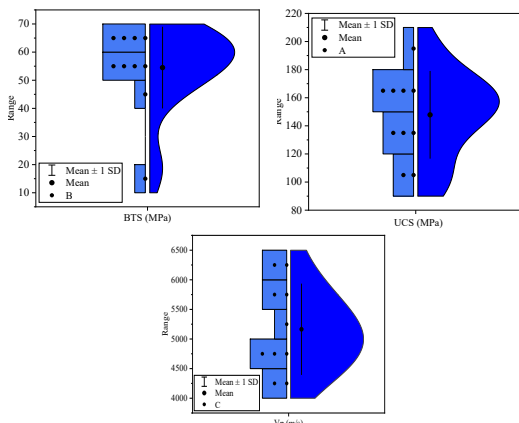 70
60
50
40
30
20
10
Range
Mean ± 1 SD
Mean
B
BTS (MPa)
220
200
180
160
140
120
100
80
Range
Mean ± 1 SD
Mean
A
UCS (MPa)
6500
6000
5500
5000
4500
4000
Range
Mean ± 1 SD
Mean
C